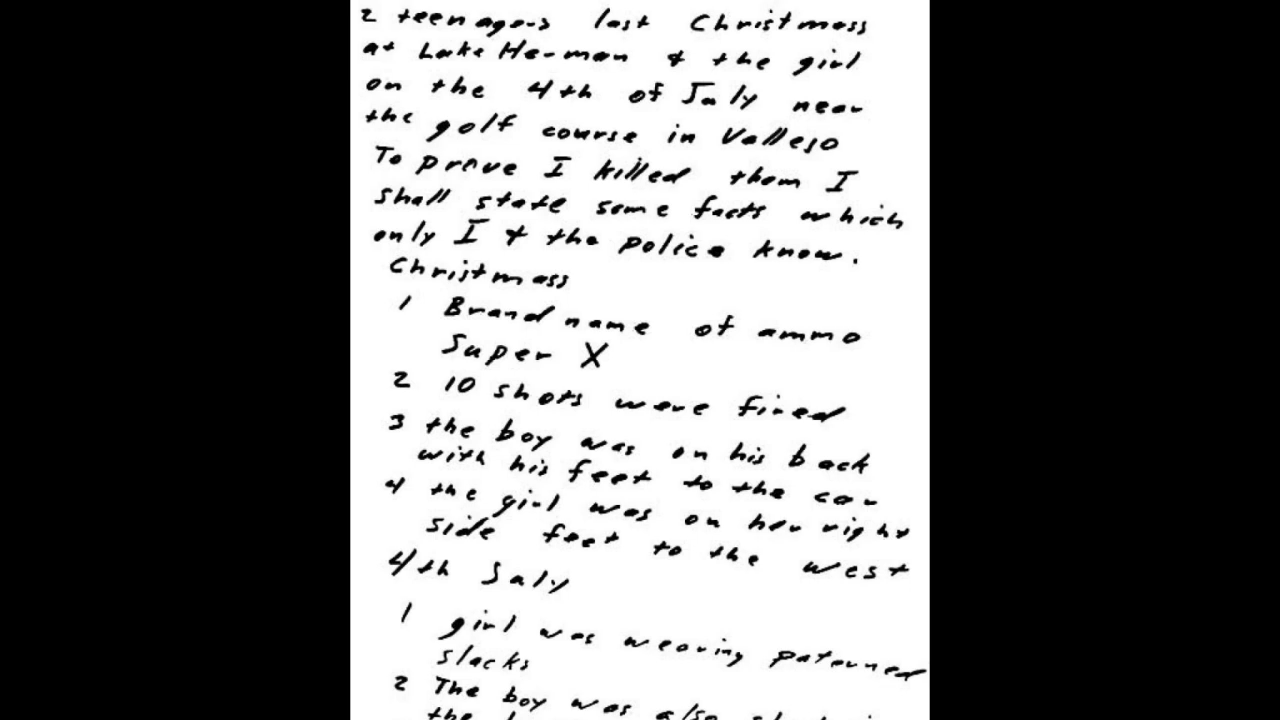 2 teenagers last Christmass
at Lake Herman & the girl
on the 4th of July near
the golf course in Vallejo
To prove I killed them I
shall state some facts which
only I & the police know.
Christmass
1 Brand name of ammo
Super X
2 10 shots were fired
3 the boy was on his back
with his feet to the car
4 the girl was on her right
side feet to the west
4th July
1 girl was wearing paterned
slacks
2 The boy was also
the